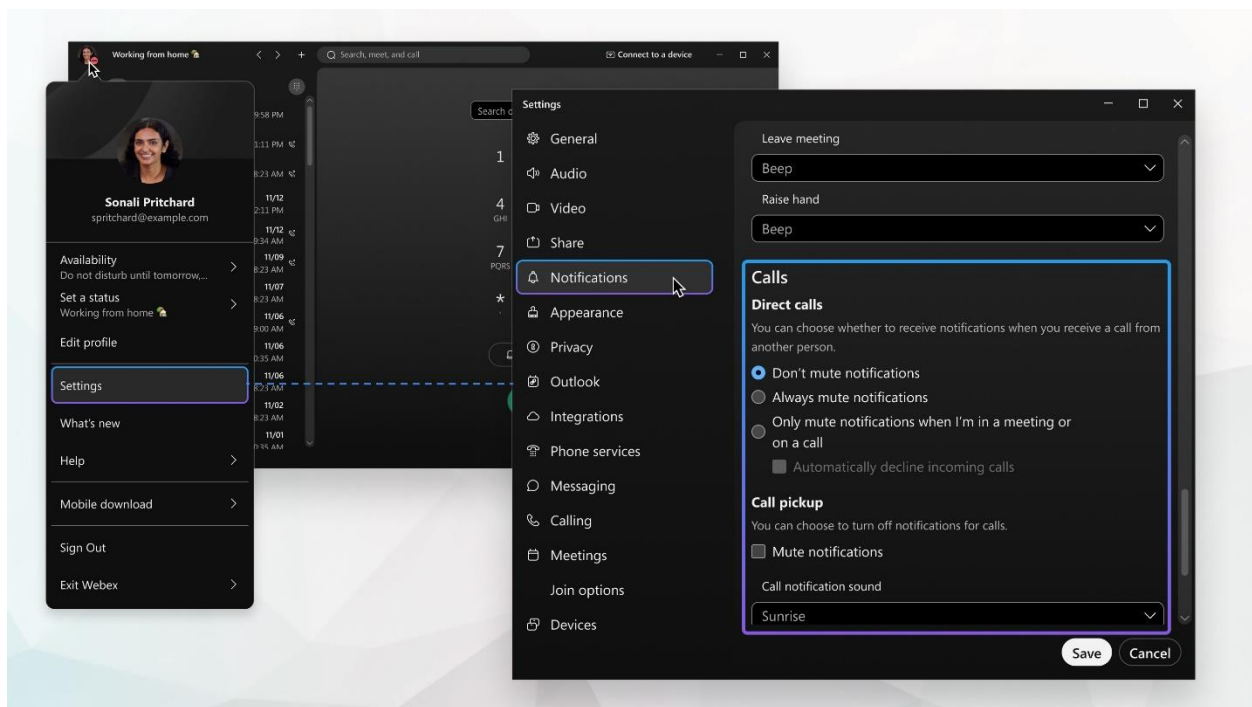 Working from home
Search, meet, and call
Connect to a device
9:58 PM
1:11 PM
8:23 AM
11/12
2:11 PM
11/12
9:34 AM
11/09
8:23 AM
11/07
8:23 AM
11/06
9:00 AM
11/06
11/06
8:23 AM
11/02
8:23 AM
11/01
Search
1
4
GHI
7
PQRS
*
Sonali Pritchard
spritchard@example.com
Availability
Do not disturb until tomorrow,...
Set a status
Working from home
Edit profile
Settings
What's new
Help
Mobile download
Sign Out
Exit Webex
Settings
General
Audio
Video
Share
Notifications
Appearance
Privacy
Outlook
Integrations
Phone services
Messaging
Calling
Meetings
Join options
Devices
Leave meeting
Beep
Raise hand
Beep
Calls
Direct calls
You can choose whether to receive notifications when you receive a call from
another person.
Don't mute notifications
Always mute notifications
Only mute notifications when I'm in a meeting or
on a call
Automatically decline incoming calls
Call pickup
You can choose to turn off notifications for calls.
Mute notifications
Call notification sound
Sunrise
Save
Cancel